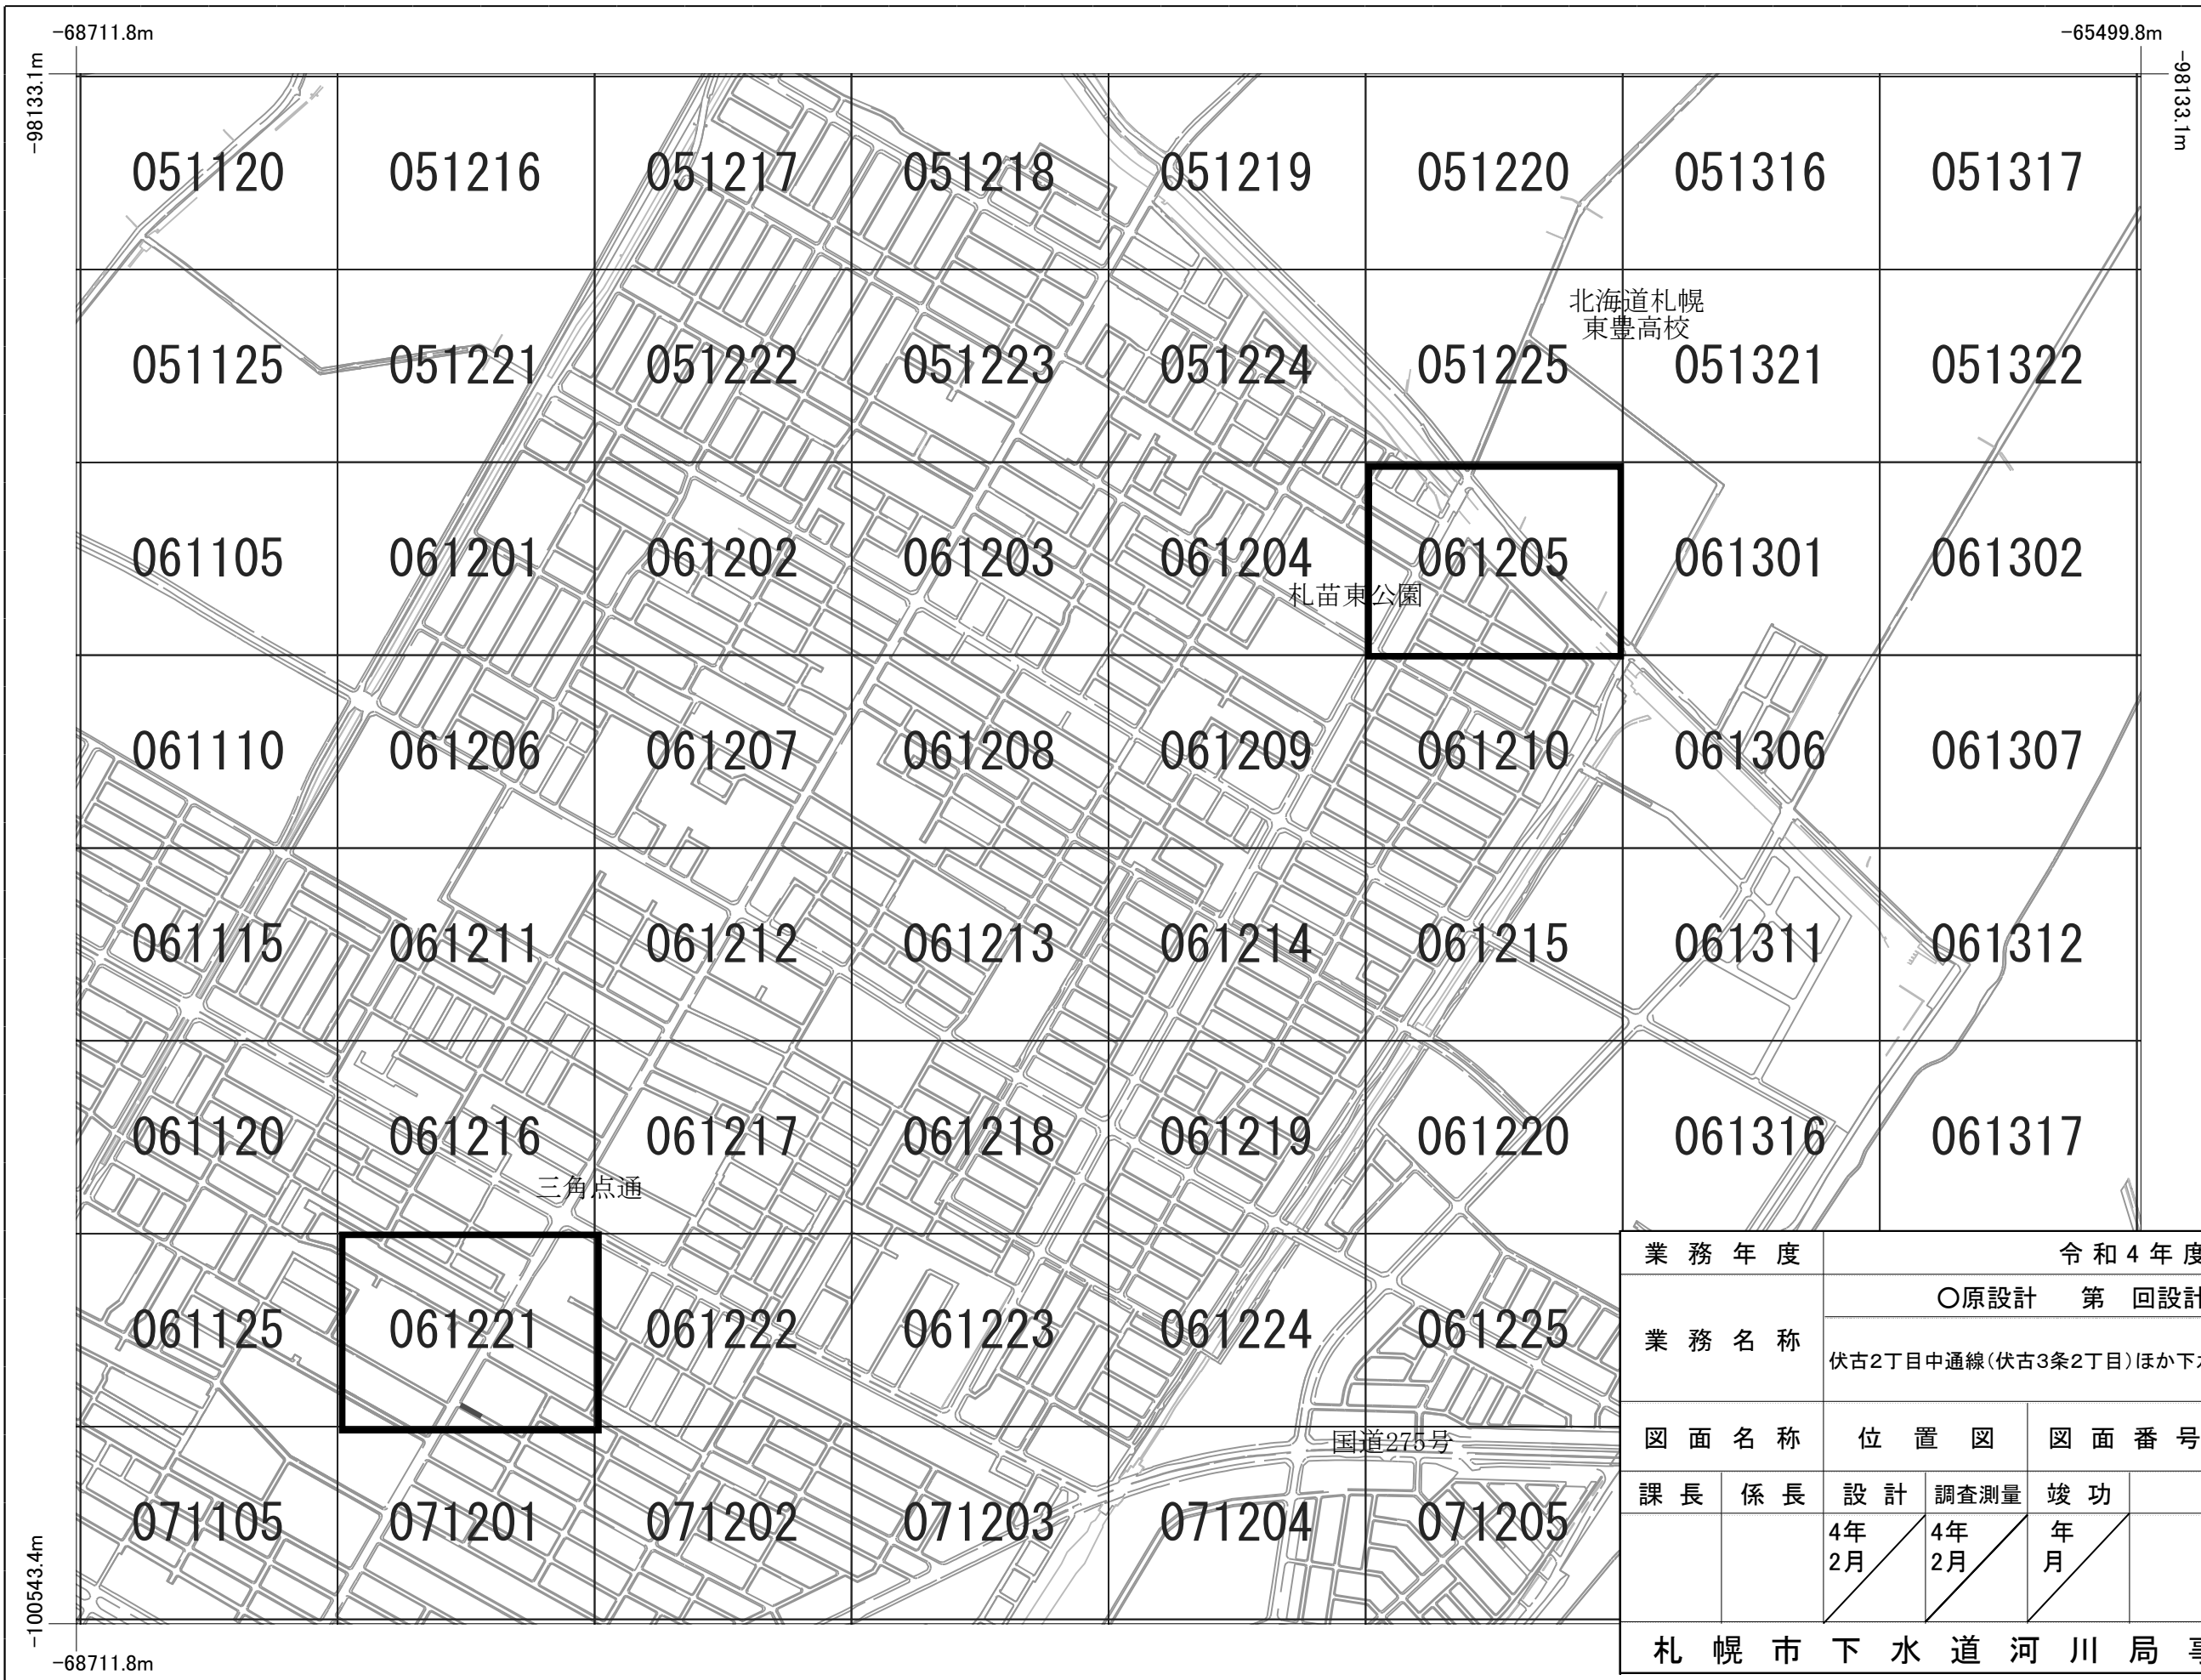 -68711.8m
-65499.8m
-98133.1m
-98133.1m
051120 051216 051217 051218 051219 051220 051316 051317
北海道札幌
東豊高校
051125 051221 051222 051223 051224 051225 051321 051322
061105 061201 061202 061203 061204 061205 061301 061302
札苗東公園
061110 061206 061207 061208 061209 061210 061306 061307
061115 061211 061212 061213 061214 061215 061311 061312
061120 061216 061217 061218 061219 061220 061316 061317
三角点通
061125 061221 061222 061223 061224 061225
国道275号
071105 071201 071202 071203 071204 071205
-100543.4m
-68711.8m
業務年度 令和4年度
〇原設計 第 回設計
業務名称
伏古2丁目中通線(伏古3条2丁目)ほか下
図面名称 位置図 図面番号
課長 係長 設計 調査測量 竣功
4年 4年 年
2月 2月 月
札幌市下水道河川局